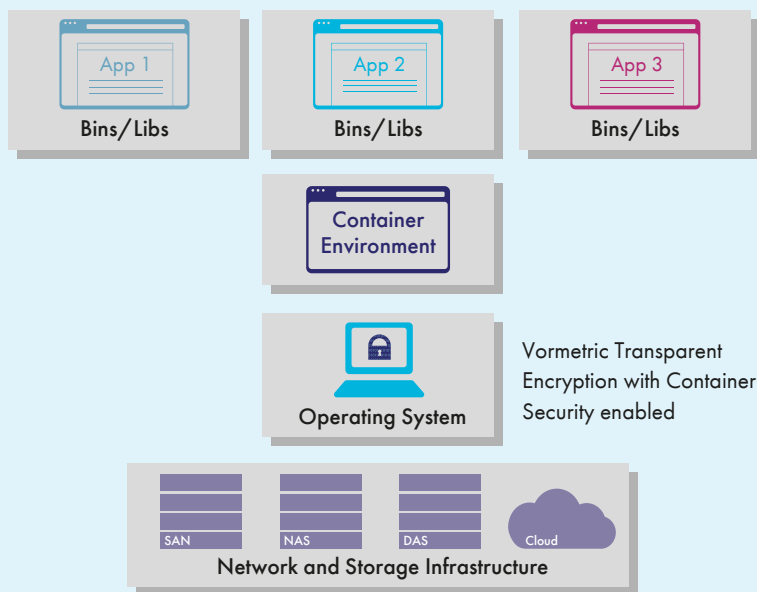 App 1
App 2
App 3
Bins/Libs
Bins/Libs
Bins/Libs
Container
Environment
Operating System
Vormetric Transparent
Encryption with Container
Security enabled
SAN
NAS
DAS
Cloud
Network and Storage Infrastructure